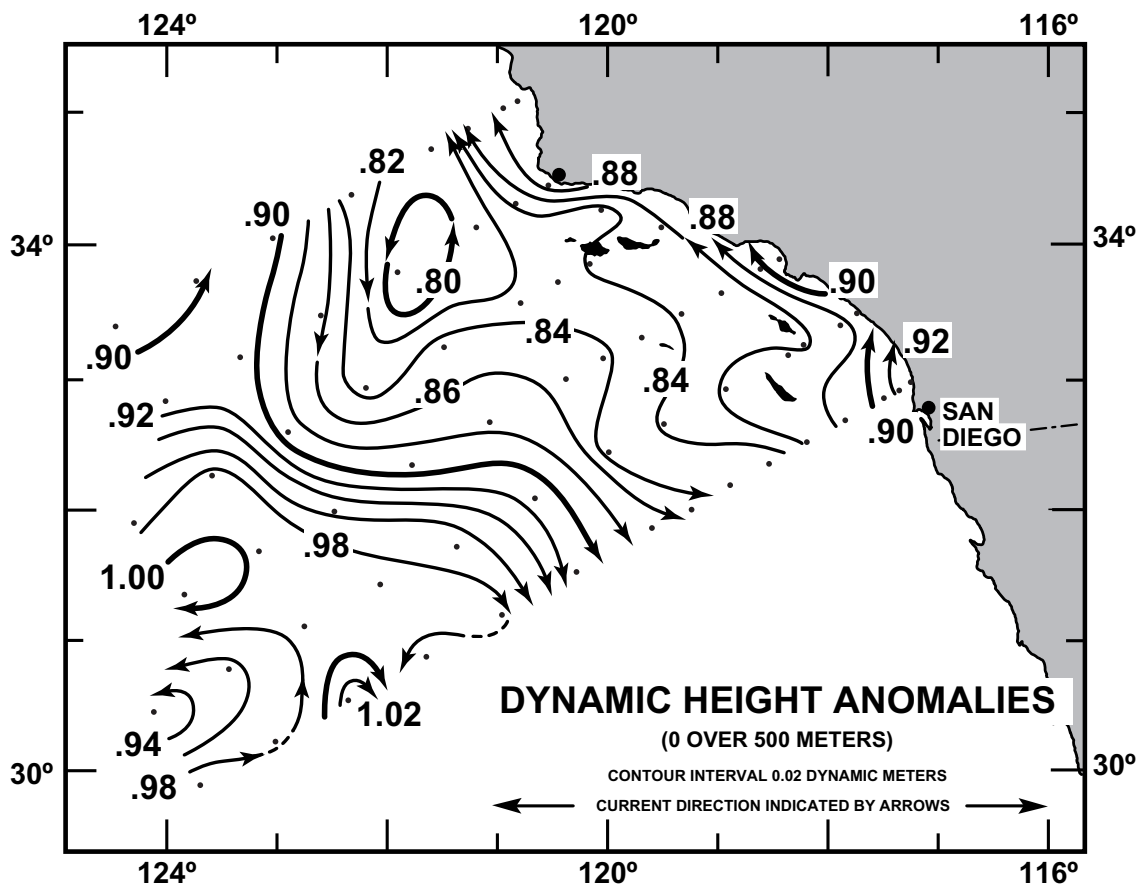 124º 120º 116º
.82
.88
.90
.88
34º 34º
.80
.90
.84
.92
.90
.84
.86
.92
SAN
.90
DIEGO
.98
1.00
DYNAMIC HEIGHT ANOMALIES
1.02
(0 OVER 500 METERS)
.94
30º 30º
CONTOUR INTERVAL 0.02 DYNAMIC METERS
.98
CURRENT DIRECTION INDICATED BY ARROWS
124º 120º 116º